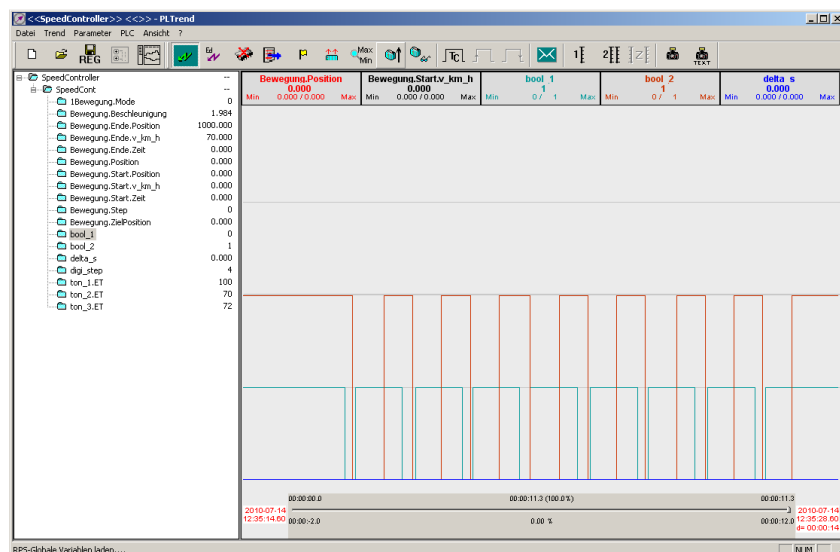 <<SpeedController>> <<>> - PLTrend
Datei Trend Parameter PLC Ansicht ?
REG Ed Max Min TC 1 2 Z TEXT
SpeedController --
SpeedCont --
1Bewegung.Mode 0
Bewegung.Beschleunigung 1.984
Bewegung.Ende.Position 1000.000
Bewegung.Ende.v_km_h 70.000
Bewegung.Ende.Zeit 0.000
Bewegung.Position 0.000
Bewegung.Start.Position 0.000
Bewegung.Start.v_km_h 0.000
Bewegung.Start.Zeit 0.000
Bewegung.Step 0
Bewegung.ZielPosition 0.000
bool_1 0
bool_2 1
delta_s 0.000
digi_step 4
ton_1.ET 100
ton_2.ET 70
ton_3.ET 72
Bewegung.Position Bewegung.Start.v_km_h bool_1 bool_2 delta_s
0.000 0.000 1 1 0.000
Min 0.000 / 0.000 Max Min 0.000 / 0.000 Max Min 0 / 1 Max Min 0 / 1 Max Min 0.000 / 0.000 Max
00:00:00.0 00:00:11.3 (100.0%) 00:00:11.3
2010-07-14 2010-07-14
12:35:14.60 00:00:-2.0 0.00 % 00:00:12.0 12:35:28.60
d= 00:00:14
RPS-Globale Variablen laden.... NUM